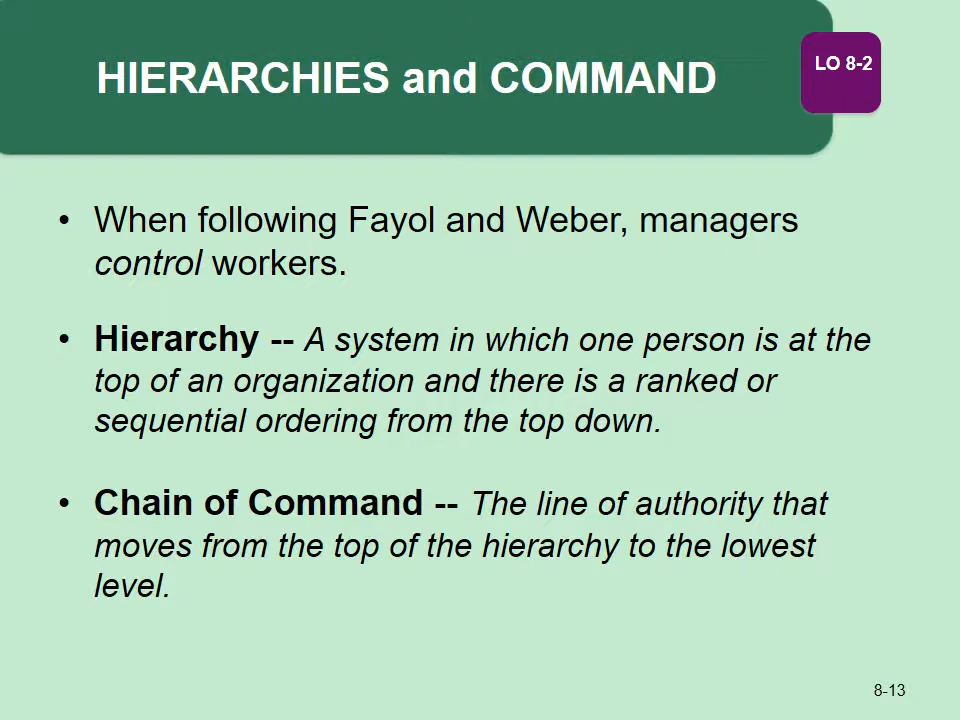 HIERARCHIES and COMMAND
LO 8-2
• When following Fayol and Weber, managers
control workers.
• Hierarchy -- A system in which one person is at the
top of an organization and there is a ranked or
sequential ordering from the top down.
• Chain of Command -- The line of authority that
moves from the top of the hierarchy to the lowest
level.
8-13